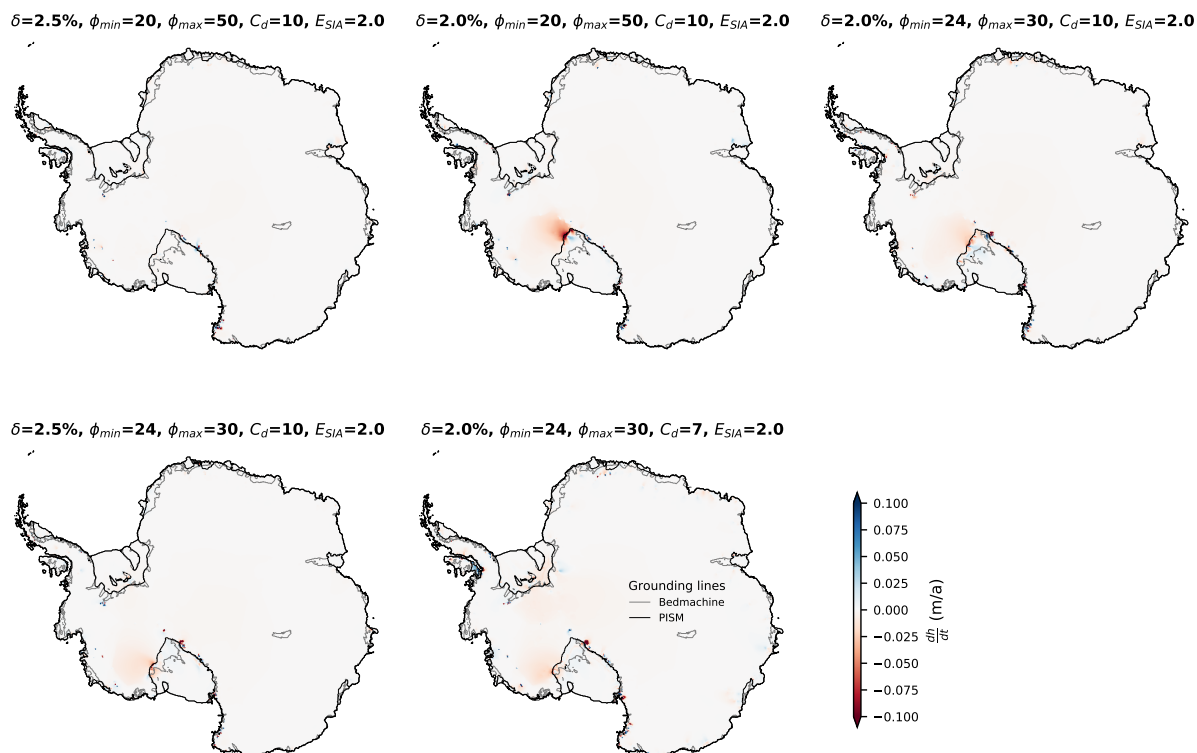 δ=2.5%, ϕmin=20, ϕmax=50, Cd=10, ESIA=2.0
δ=2.0%, ϕmin=20, ϕmax=50, Cd=10, ESIA=2.0
δ=2.0%, ϕmin=24, ϕmax=30, Cd=10, ESIA=2.0
δ=2.5%, ϕmin=24, ϕmax=30, Cd=10, ESIA=2.0
δ=2.0%, ϕmin=24, ϕmax=30, Cd=7, ESIA=2.0
Grounding lines
Bedmachine
PISM
0.100
0.075
0.050
0.025
0.000
−0.025
−0.050
−0.075
−0.100
dh/dt (m/a)